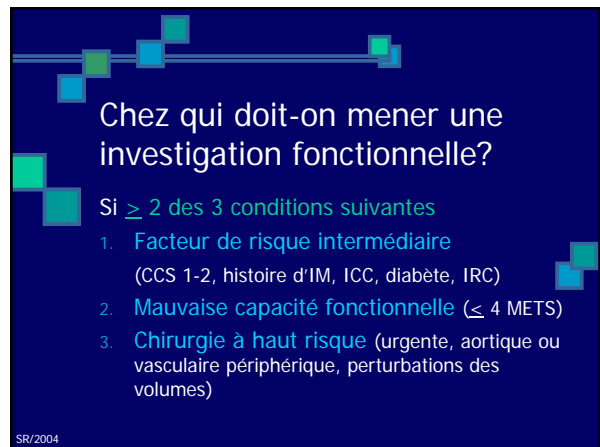 Chez qui doit-on mener une
investigation fonctionnelle?
Si ≥ 2 des 3 conditions suivantes
1. Facteur de risque intermédiaire
(CCS 1-2, histoire d'IM, ICC, diabète, IRC)
2. Mauvaise capacité fonctionnelle (≤ 4 METS)
3. Chirurgie à haut risque (urgente, aortique ou
vasculaire périphérique, perturbations des
volumes)
SR/2004